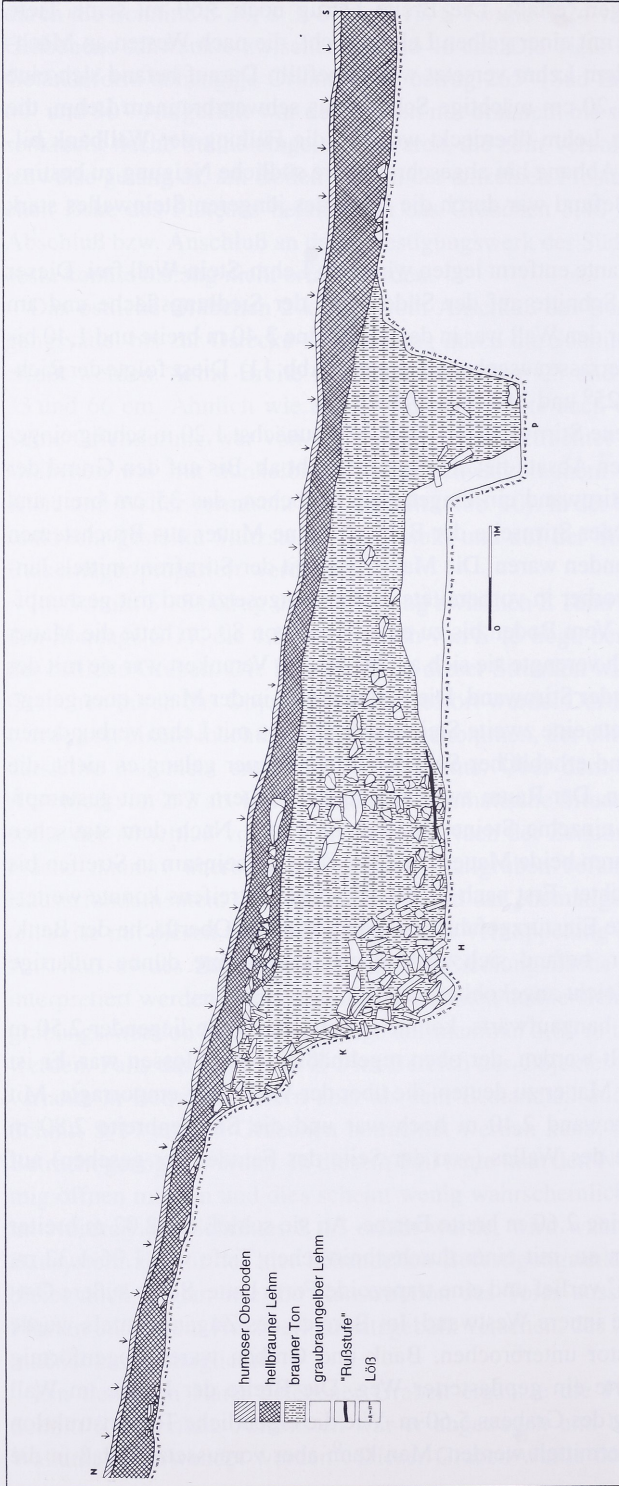 N
S
K
H
P
0 1M
humoser Oberboden
hellbrauner Lehm
brauner Ton
graubraungelber Lehm
"Rußstufe"
Löß